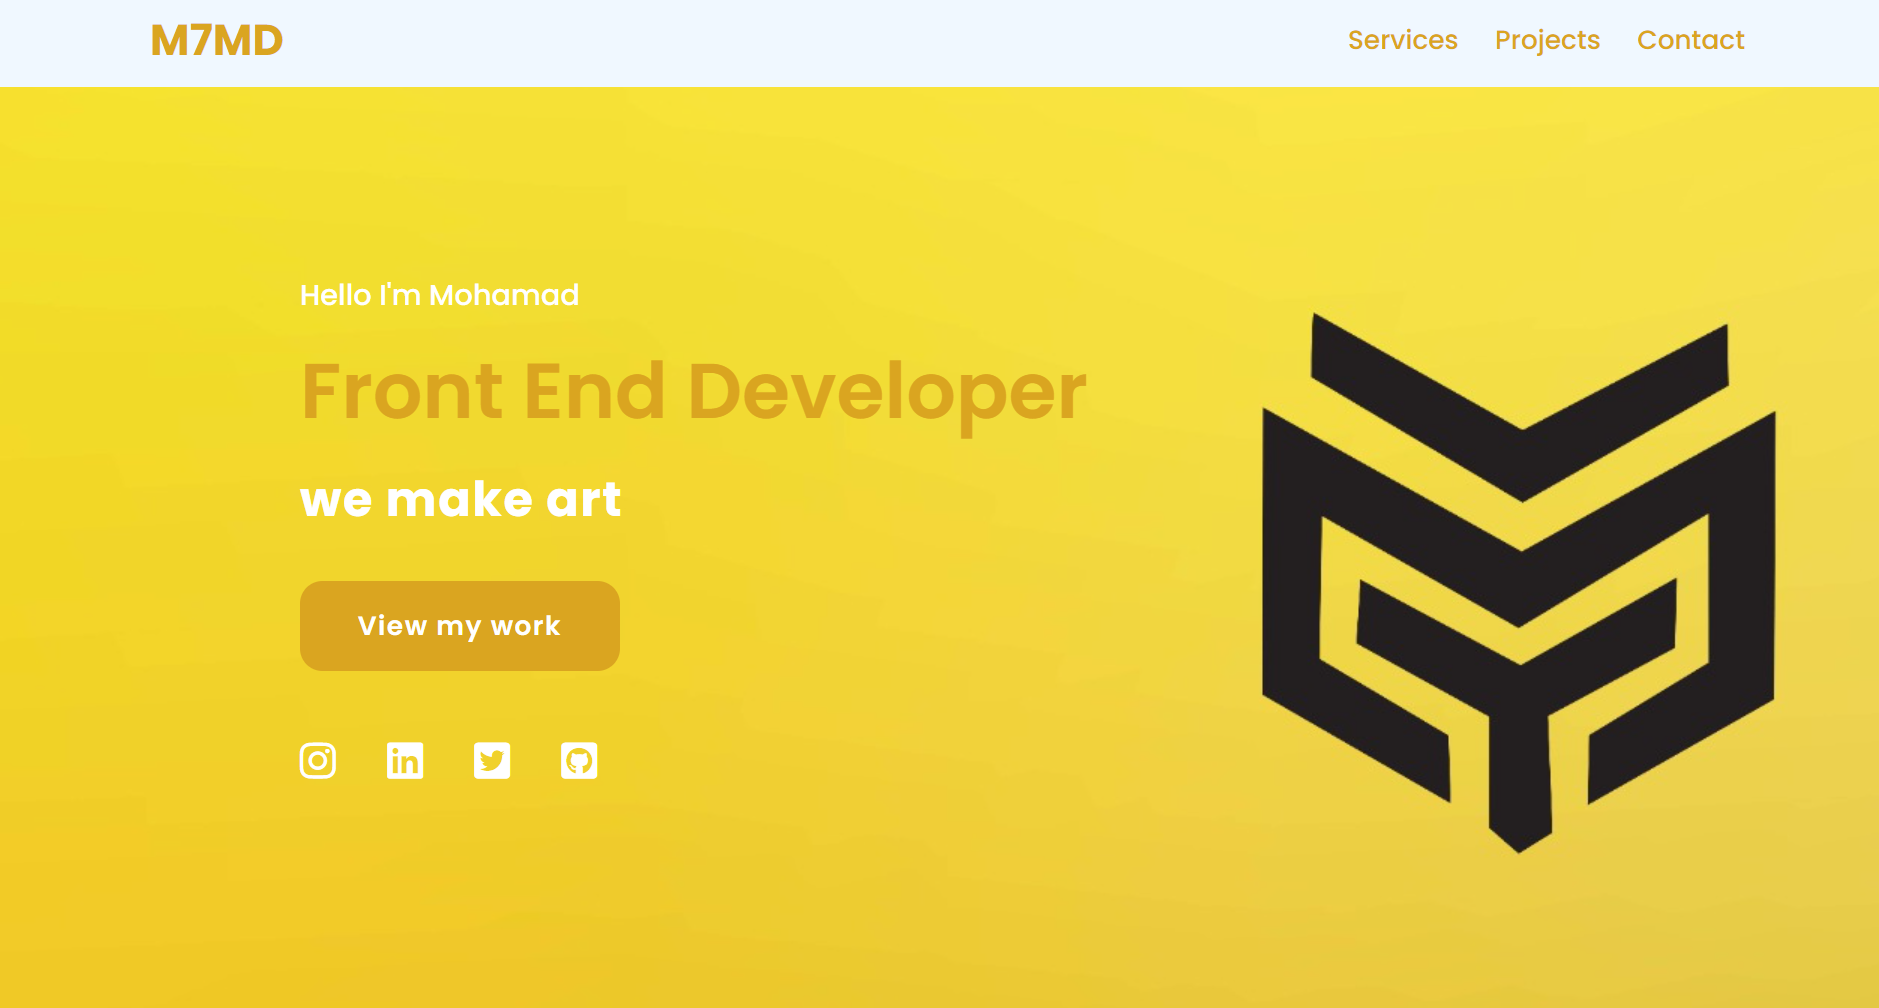 M7MD
Services Projects Contact
Hello I'm Mohamad
Front End Developer
we make art
View my work